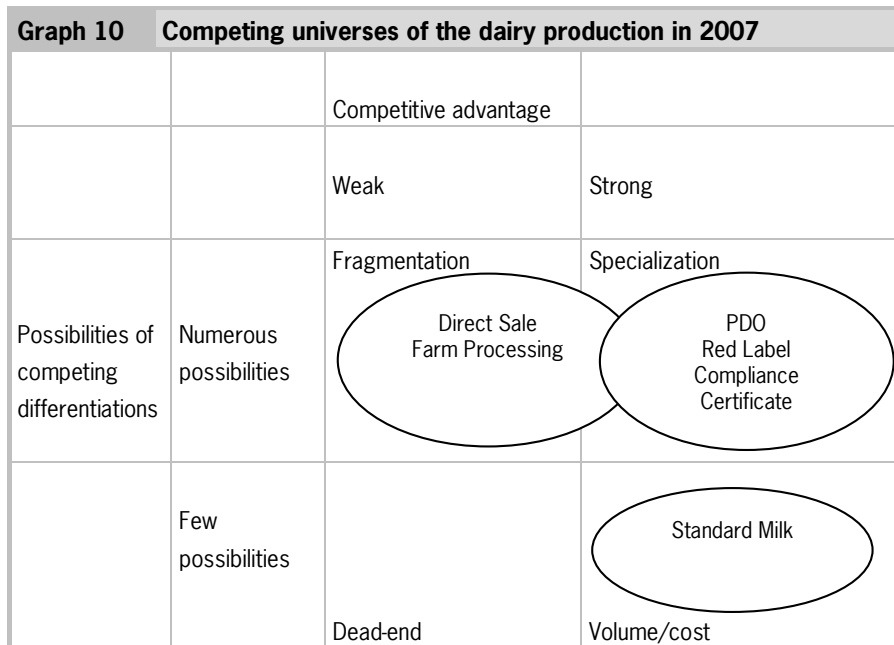 Graph 10 Competing universes of the dairy production in 2007
Competitive advantage
Weak Strong
Fragmentation Specialization
Direct Sale
Farm Processing
PDO
Red Label
Compliance
Certificate
Possibilities of
competing
differentiations
Numerous
possibilities
Few
possibilities
Standard Milk
Dead-end Volume/cost